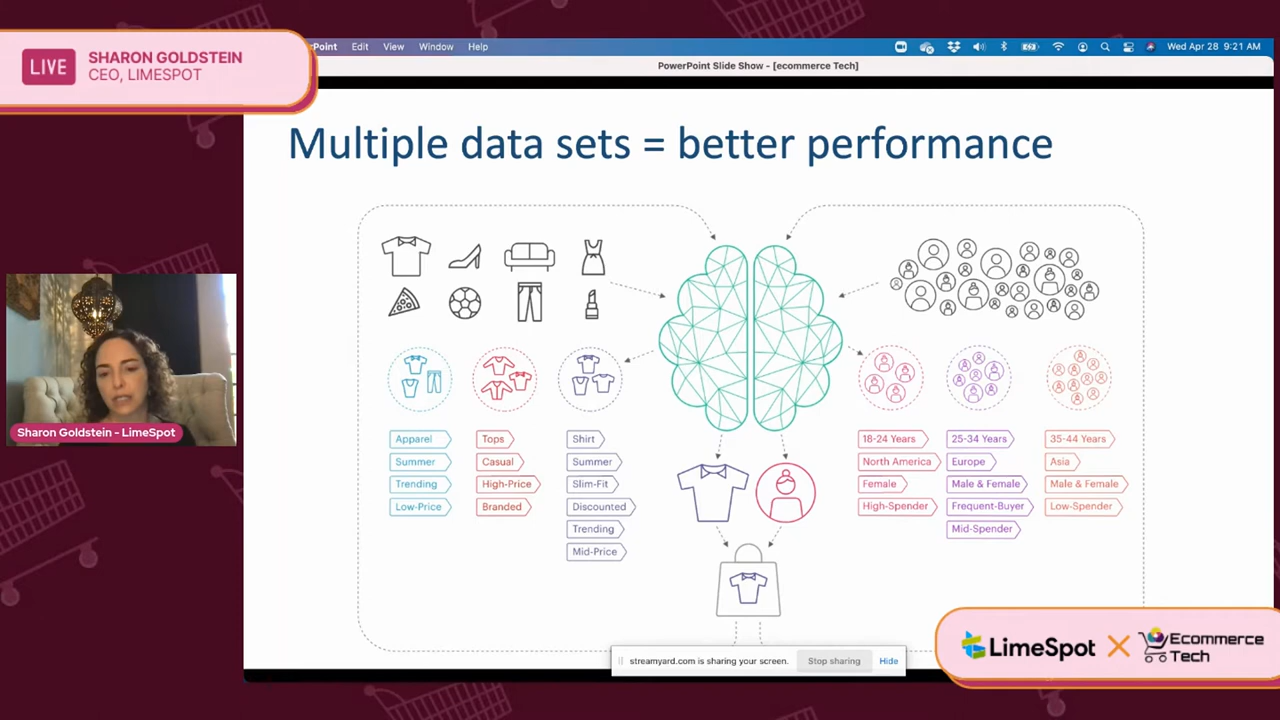 LIVE
SHARON GOLDSTEIN
CEO, LIMESPOT
Point Edit View Window Help
Wed Apr 28 9:21 AM
PowerPoint Slide Show - [ecommerce Tech]
Multiple data sets = better performance
Apparel
Summer
Trending
Low-Price
Tops
Casual
High-Price
Branded
Shirt
Summer
Slim-Fit
Discounted
Trending
Mid-Price
18-24 Years
North America
Female
High-Spender
25-34 Years
Europe
Male & Female
Frequent-Buyer
Mid-Spender
35-44 Years
Asia
Male & Female
Low-Spender
Sharon Goldstein - LimeSpot
streamyard.com is sharing your screen. Stop sharing Hide
LimeSpot X Ecommerce
Tech